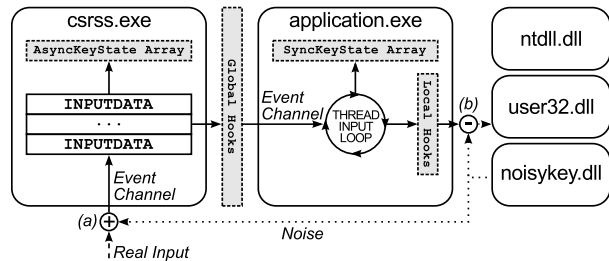 csrss.exe
AsyncKeyState Array
INPUTDATA
...
INPUTDATA
Event
Channel
(a)
+
Real Input
Global Hooks
application.exe
SyncKeyState Array
Event
Channel
THREAD
INPUT
LOOP
Local Hooks
(b)
-
Noise
ntdll.dll
user32.dll
noisykey.dll